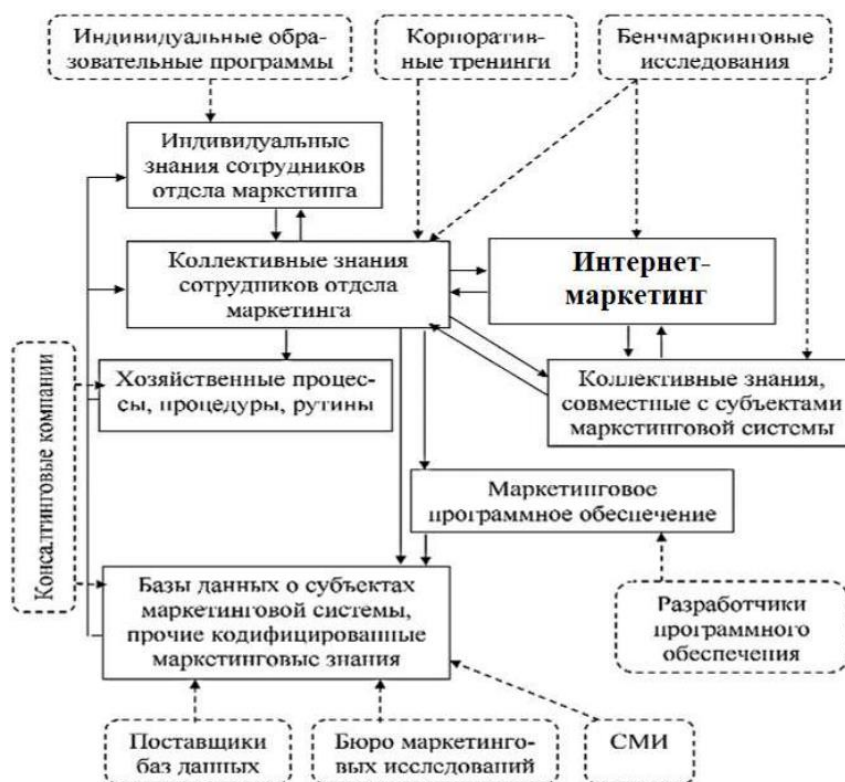 Индивидуальные обра-
зовательные программы
Корпоратив-
ные тренинги
Бенчмаркинговые
исследования
Индивидуальные
знания сотрудников
отдела маркетинга
Коллективные знания
сотрудников отдела
маркетинга
Интернет-
маркетинг
Консалтинговые компании
Хозяйственные процес-
сы, процедуры, рутины
Коллективные знания,
совместные с субъектами
маркетинговой системы
Маркетинговое
программное обеспечение
Базы данных о субъектах
маркетинговой системы,
прочие кодифицированные
маркетинговые знания
Разработчики
программного
обеспечения
Поставщики
баз данных
Бюро маркетинго-
вых исследований
СМИ